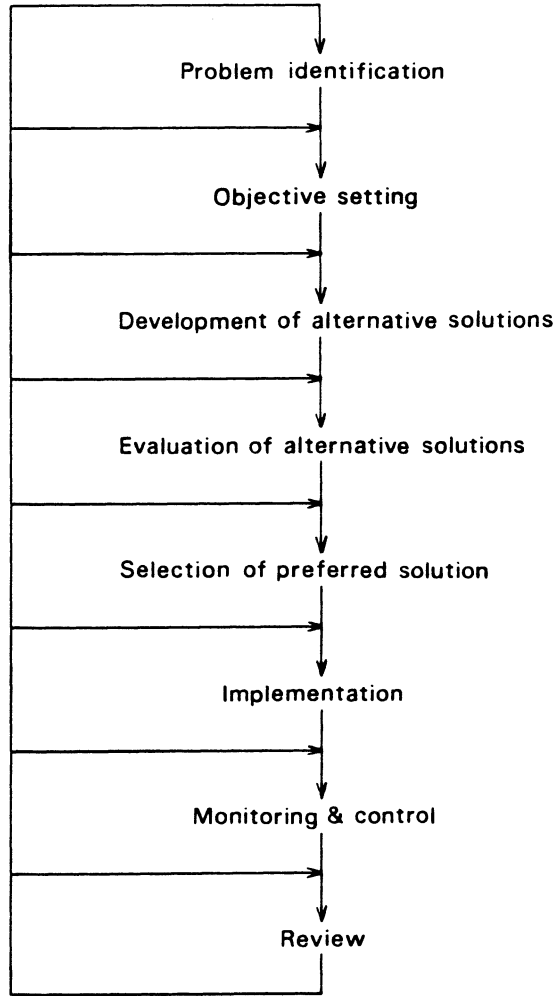 Problem identification
Objective setting
Development of alternative solutions
Evaluation of alternative solutions
Selection of preferred solution
Implementation
Monitoring & control
Review